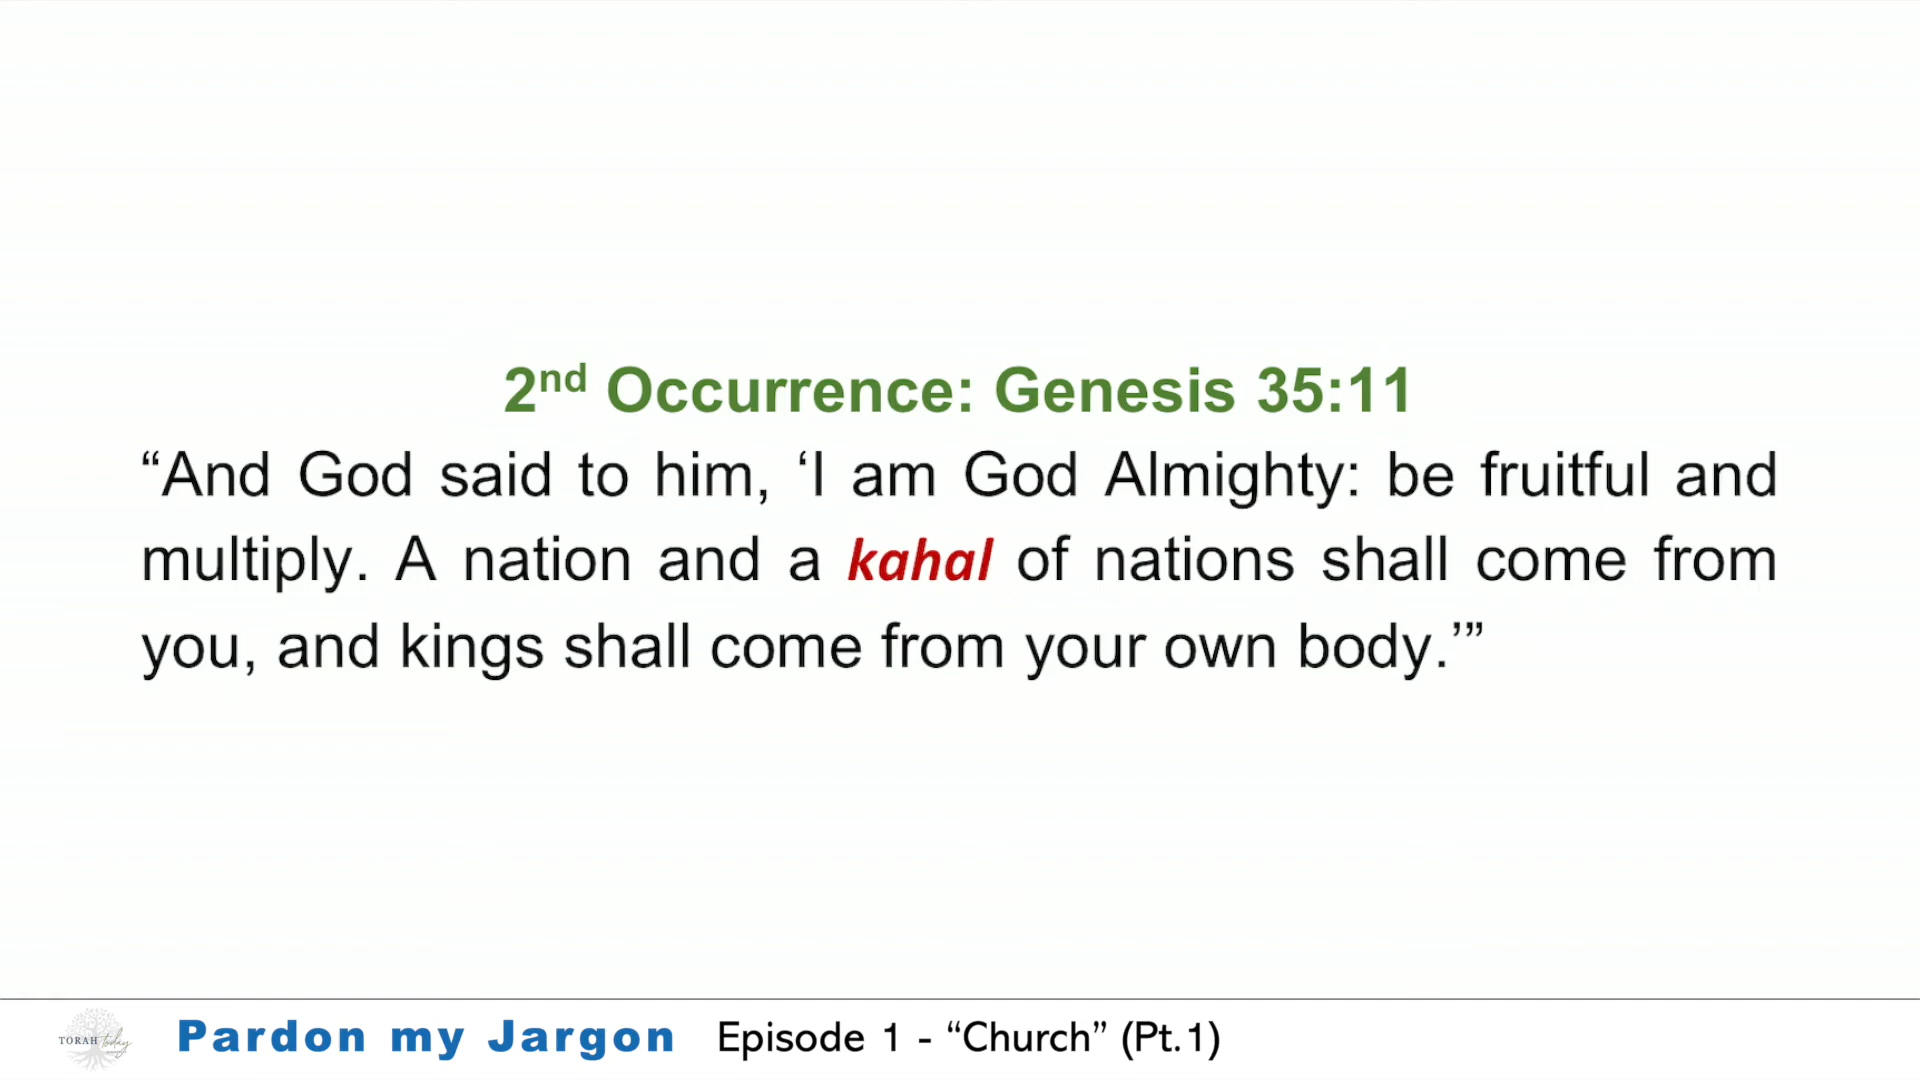 2nd Occurrence: Genesis 35:11
“And God said to him, ‘I am God Almighty: be fruitful and
multiply. A nation and a kahal of nations shall come from
you, and kings shall come from your own body.’”
TORAH today
Pardon my Jargon Episode 1 - “Church” (Pt.1)